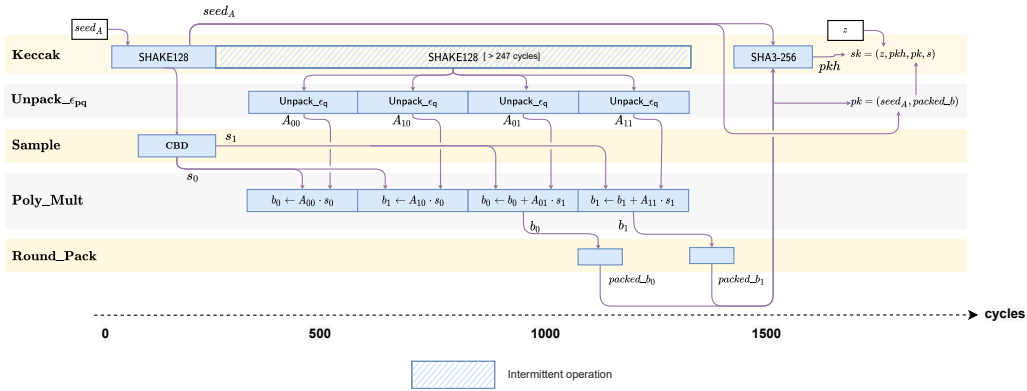 seed_A
seed_A
z
Keccak
SHAKE128
SHAKE128 [ > 247 cycles]
SHA3-256
pkh
sk = (z, pkh, pk, s)
Unpack_ϵ_pq
Unpack_ϵ_q
Unpack_ϵ_q
Unpack_ϵ_q
Unpack_ϵ_q
pk = (seed_A, packed_b)
A_00
A_10
A_01
A_11
Sample
CBD
s_1
s_0
Poly_Mult
b_0 ← A_00 · s_0
b_1 ← A_10 · s_0
b_0 ← b_0 + A_01 · s_1
b_1 ← b_1 + A_11 · s_1
b_0
b_1
Round_Pack
packed_b_0
packed_b_1
cycles
0
500
1000
1500
Intermittent operation